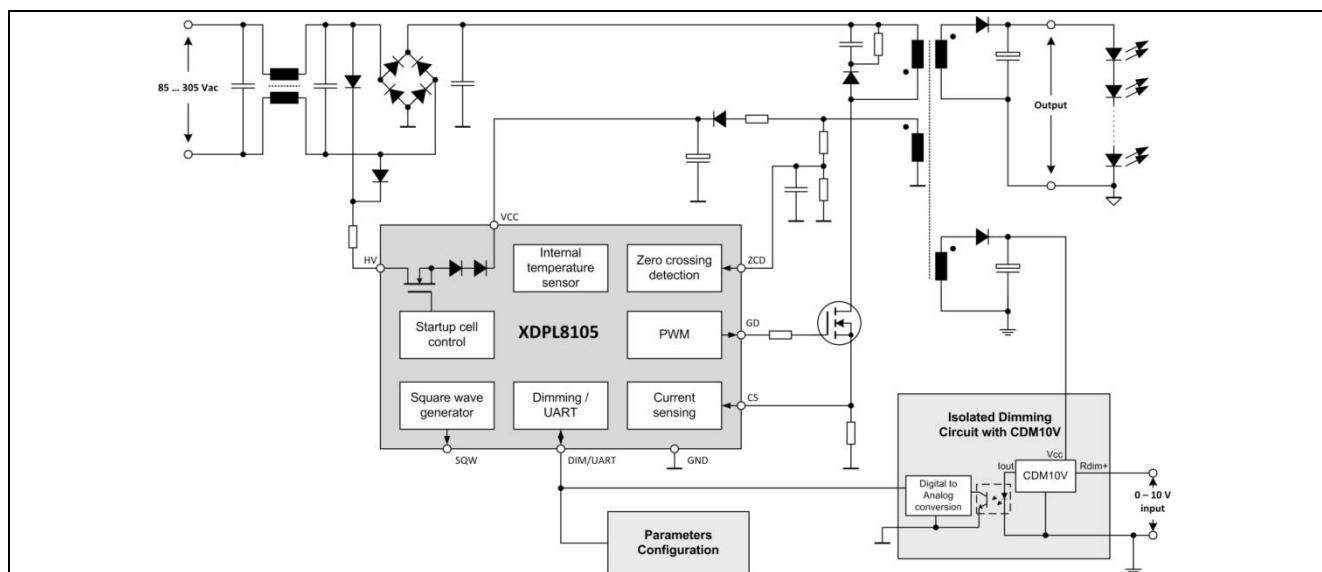 85 ... 305 Vac
Output
VCC
HV
Internal
temperature
sensor
Zero crossing
detection
ZCD
Startup cell
control
XDPL8105
PWM
GD
Square wave
generator
Dimming /
UART
Current
sensing
CS
SQW
DIM/UART
GND
Isolated Dimming
Circuit with CDM10V
Vcc
Iout
Rdim+
CDM10V
Digital to
Analog
conversion
0 – 10 V
input
Parameters
Configuration